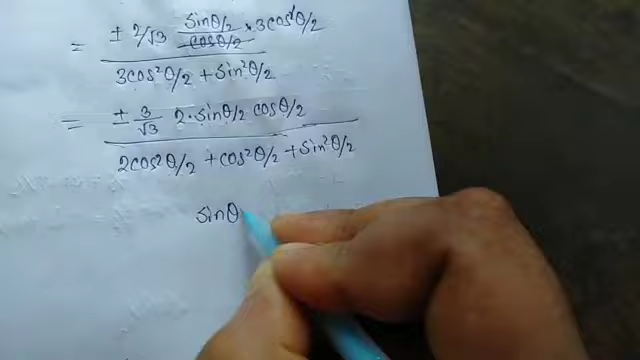 = ± 2/√3 sinθ/2 / cosθ/2 • 3cos²θ/2
3cos²θ/2 + sin²θ/2
= ± 3/√3 2•sinθ/2 cosθ/2
2cos²θ/2 + cos²θ/2 + sin²θ/2
sinθ